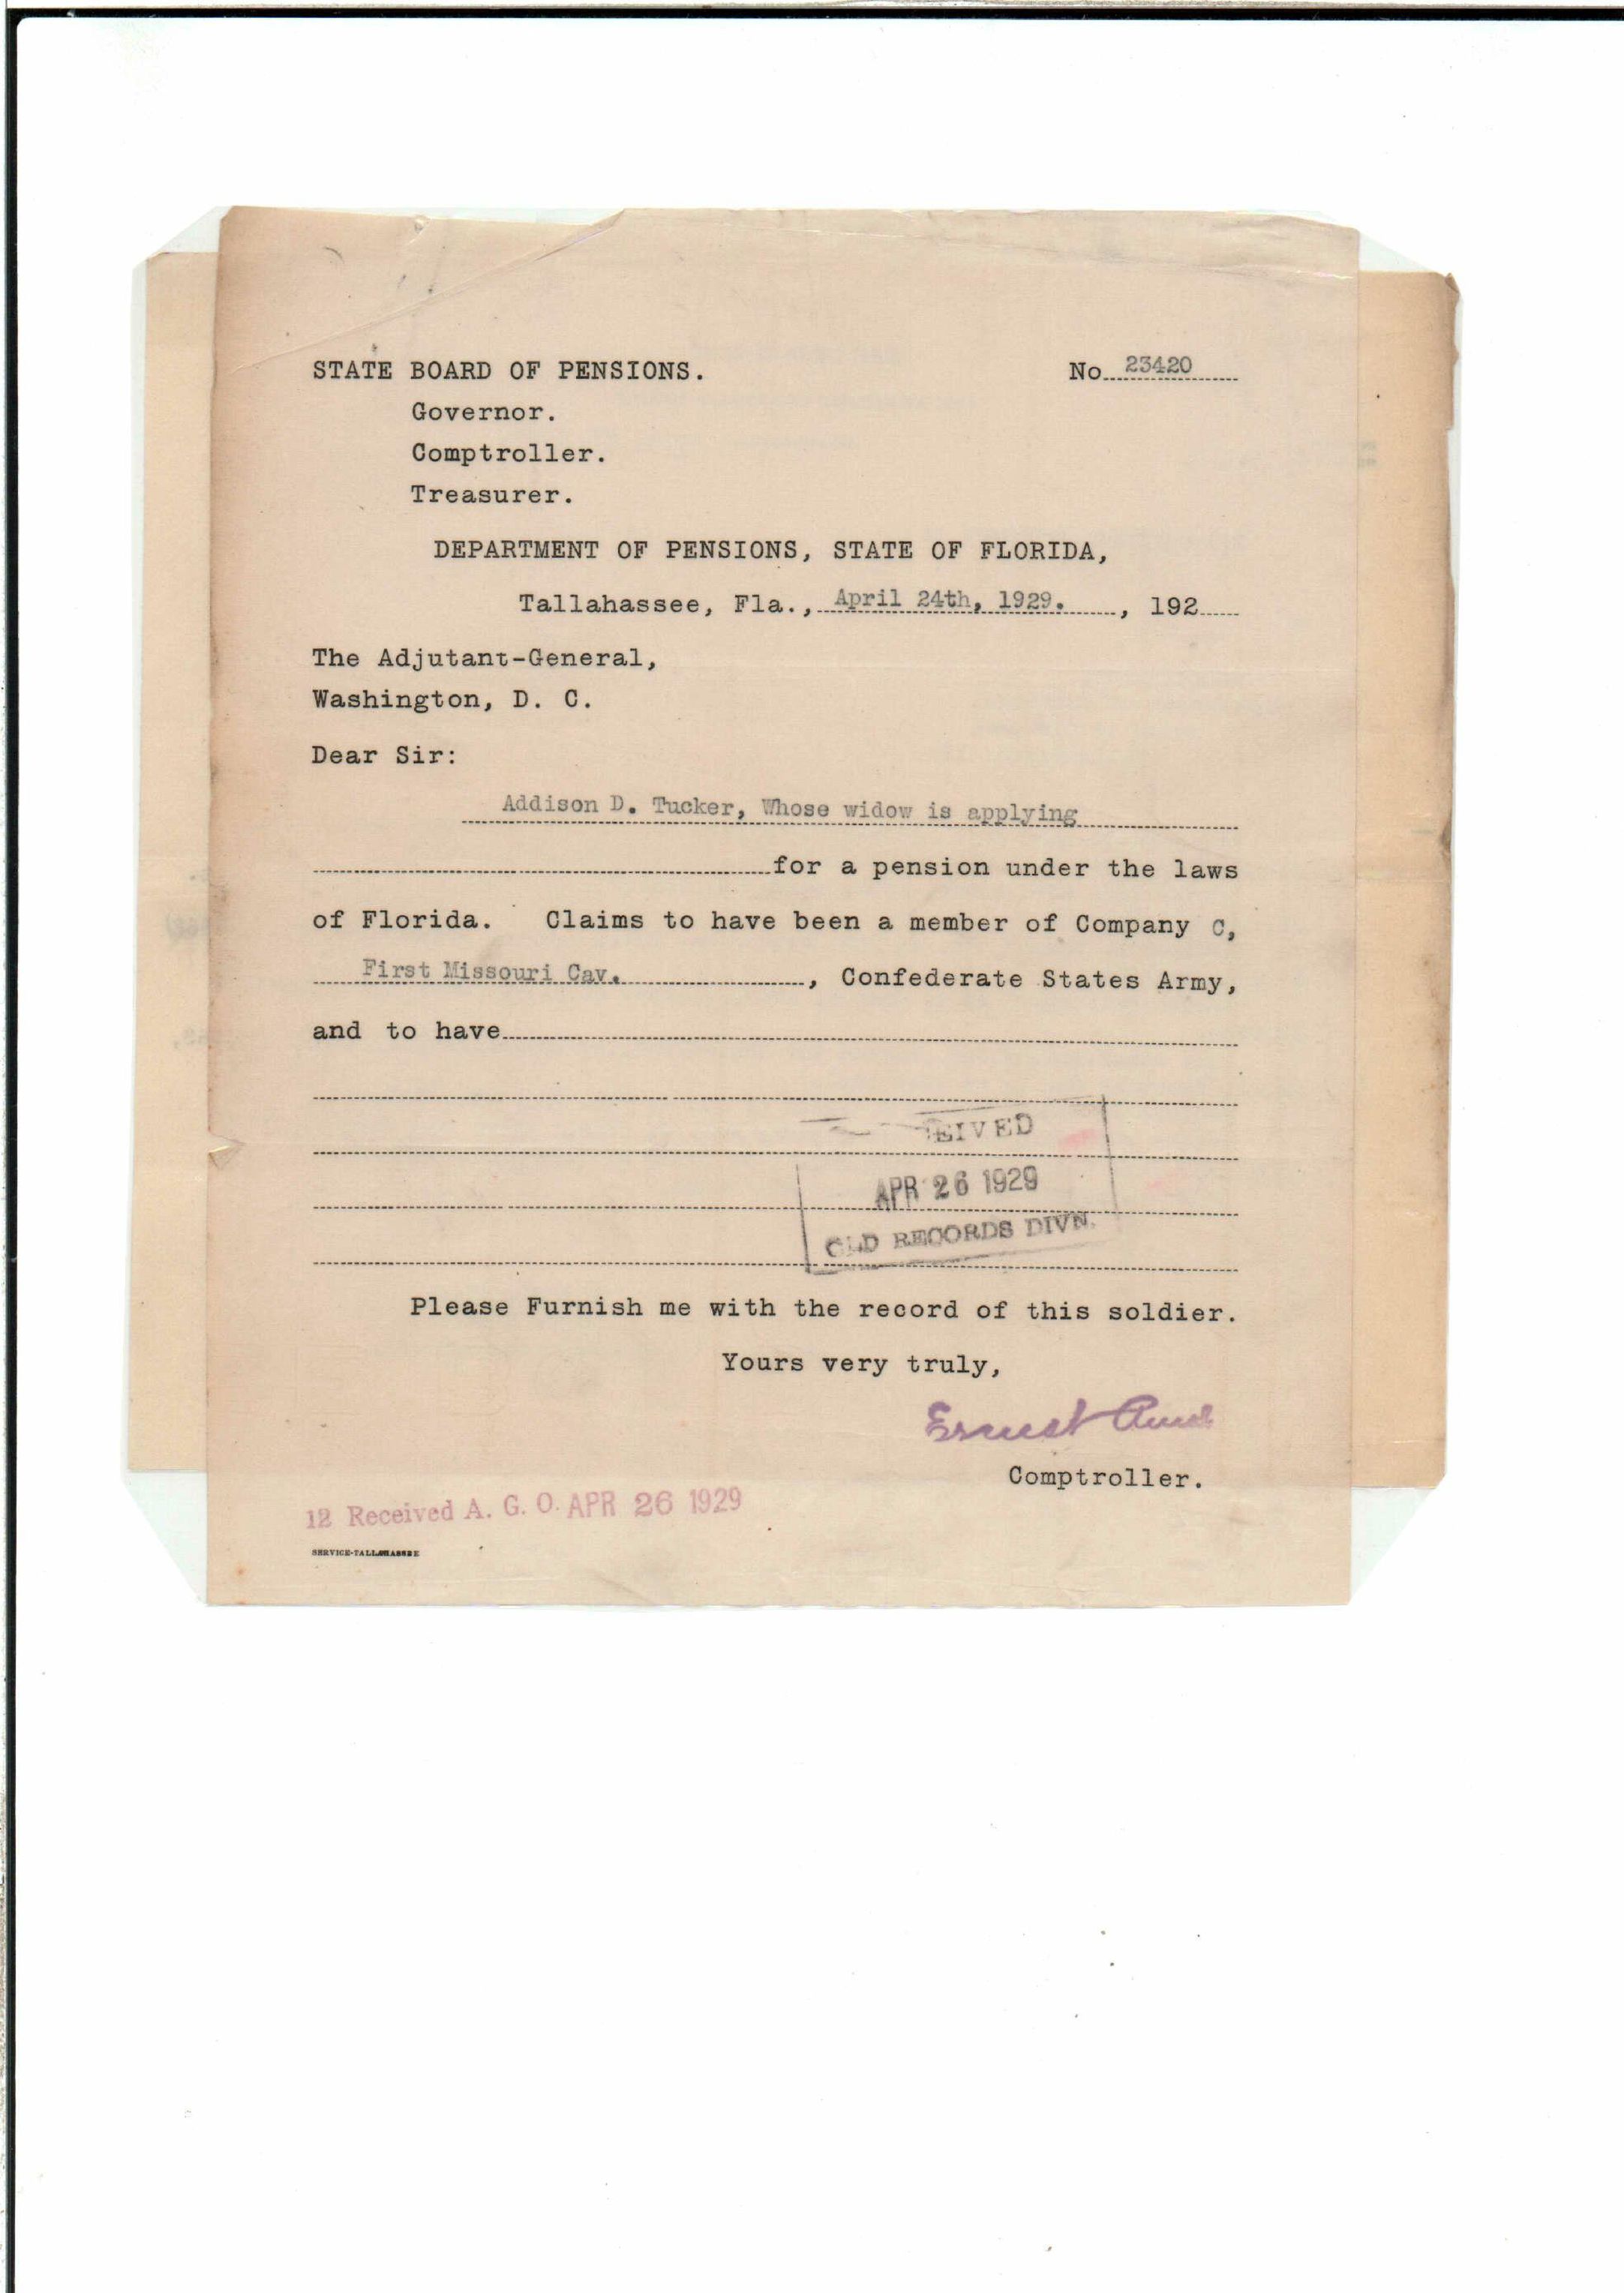 STATE BOARD OF PENSIONS. No. 23420
Governor.
Comptroller.
Treasurer.
DEPARTMENT OF PENSIONS, STATE OF FLORIDA,
Tallahassee, Fla., April 24th, 1929. , 192
The Adjutant-General,
Washington, D. C.
Dear Sir:
Addison D. Tucker, Whose widow is applying
for a pension under the laws
of Florida. Claims to have been a member of Company C,
First Missouri Cav. , Confederate States Army,
and to have
EIVED
APR 26 1929
OLD RECORDS DIVN.
Please Furnish me with the record of this soldier.
Yours very truly,
Ernest
Comptroller.
12 Received A. G. O. APR 26 1929
SERVICE-TALLAHASSEE